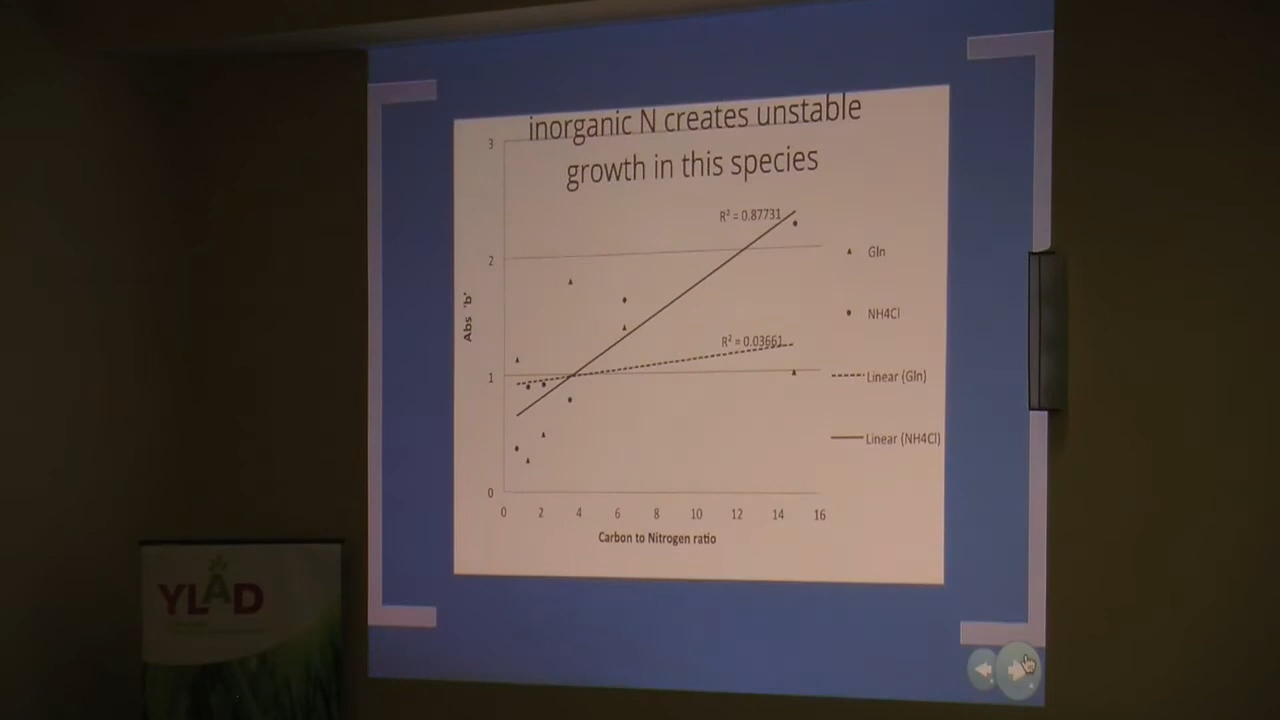 inorganic N creates unstable
growth in this species
3
2
1
0
Abs 'b'
R² = 0.87731
R² = 0.03661
0 2 4 6 8 10 12 14 16
Carbon to Nitrogen ratio
Gln
NH4Cl
Linear (Gln)
Linear (NH4Cl)
YLAD